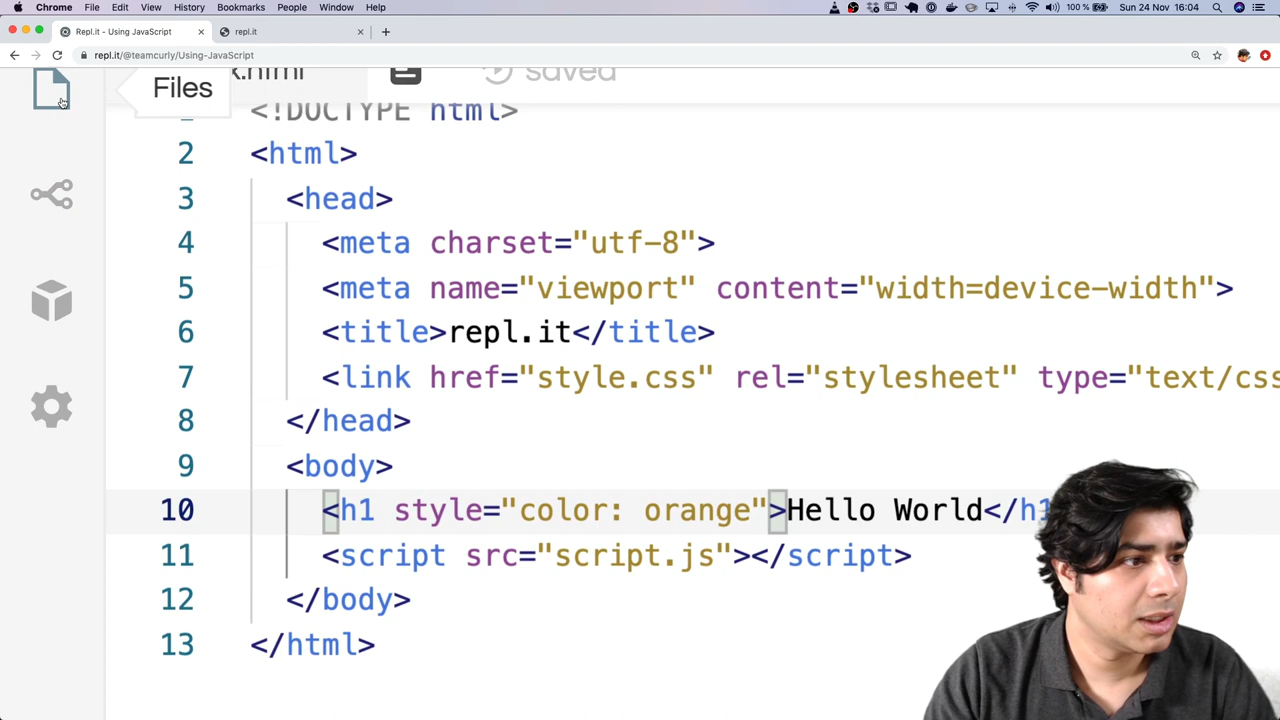 Chrome File Edit View History Bookmarks People Window Help 100 % Sun 24 Nov 16:04
Repl.it - Using JavaScript repl.it
repl.it/@teamcurly/Using-JavaScript
Files .html saved
<!DOCTYPE html>
2 <html>
3 <head>
4 <meta charset="utf-8">
5 <meta name="viewport" content="width=device-width">
6 <title>repl.it</title>
7 <link href="style.css" rel="stylesheet" type="text/css
8 </head>
9 <body>
10 <h1 style="color: orange">Hello World</h1
11 <script src="script.js"></script>
12 </body>
13 </html>